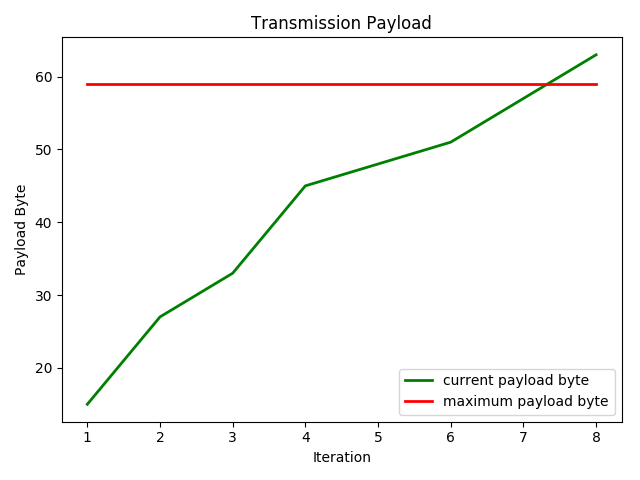 Transmission Payload
Payload Byte
60
50
40
30
20
current payload byte
maximum payload byte
1 2 3 4 5 6 7 8
Iteration